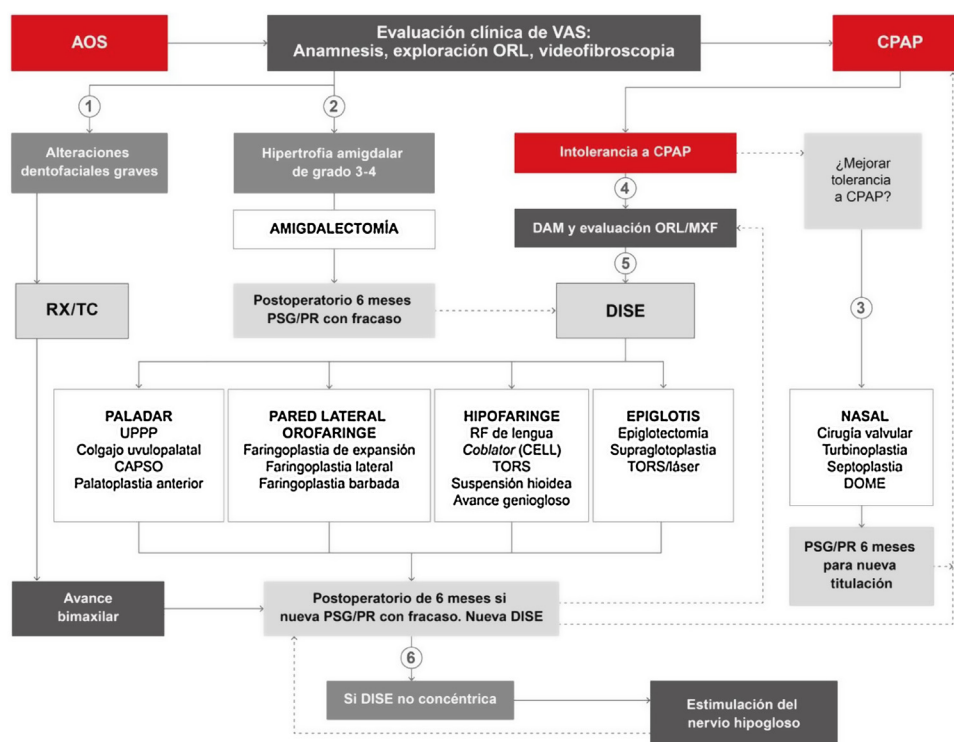 AOS
Evaluación clínica de VAS:
Anamnesis, exploración ORL, videofibroscopia
CPAP
1
2
Alteraciones
dentofaciales graves
Hipertrofia amigdalar
de grado 3-4
Intolerancia a CPAP
¿Mejorar
tolerancia
a CPAP?
4
AMIGDALECTOMÍA
DAM y evaluación ORL/MXF
5
RX/TC
Postoperatorio 6 meses
PSG/PR con fracaso
DISE
3
PALADAR
UPPP
Colgajo uvulopalatal
CAPSO
Palatoplastia anterior
PARED LATERAL
OROFARINGE
Faringoplastia de expansión
Faringoplastia lateral
Faringoplastia barbada
HIPOFARINGE
RF de lengua
Coblator (CELL)
TORS
Suspensión hioidea
Avance geniogloso
EPIGLOTIS
Epiglotectomía
Supraglotoplastia
TORS/láser
NASAL
Cirugía valvular
Turbinoplastia
Septoplastia
DOME
PSG/PR 6 meses
para nueva
titulación
Avance
bimaxilar
Postoperatorio de 6 meses si
nueva PSG/PR con fracaso. Nueva DISE
6
Si DISE no concéntrica
Estimulación del
nervio hipogloso